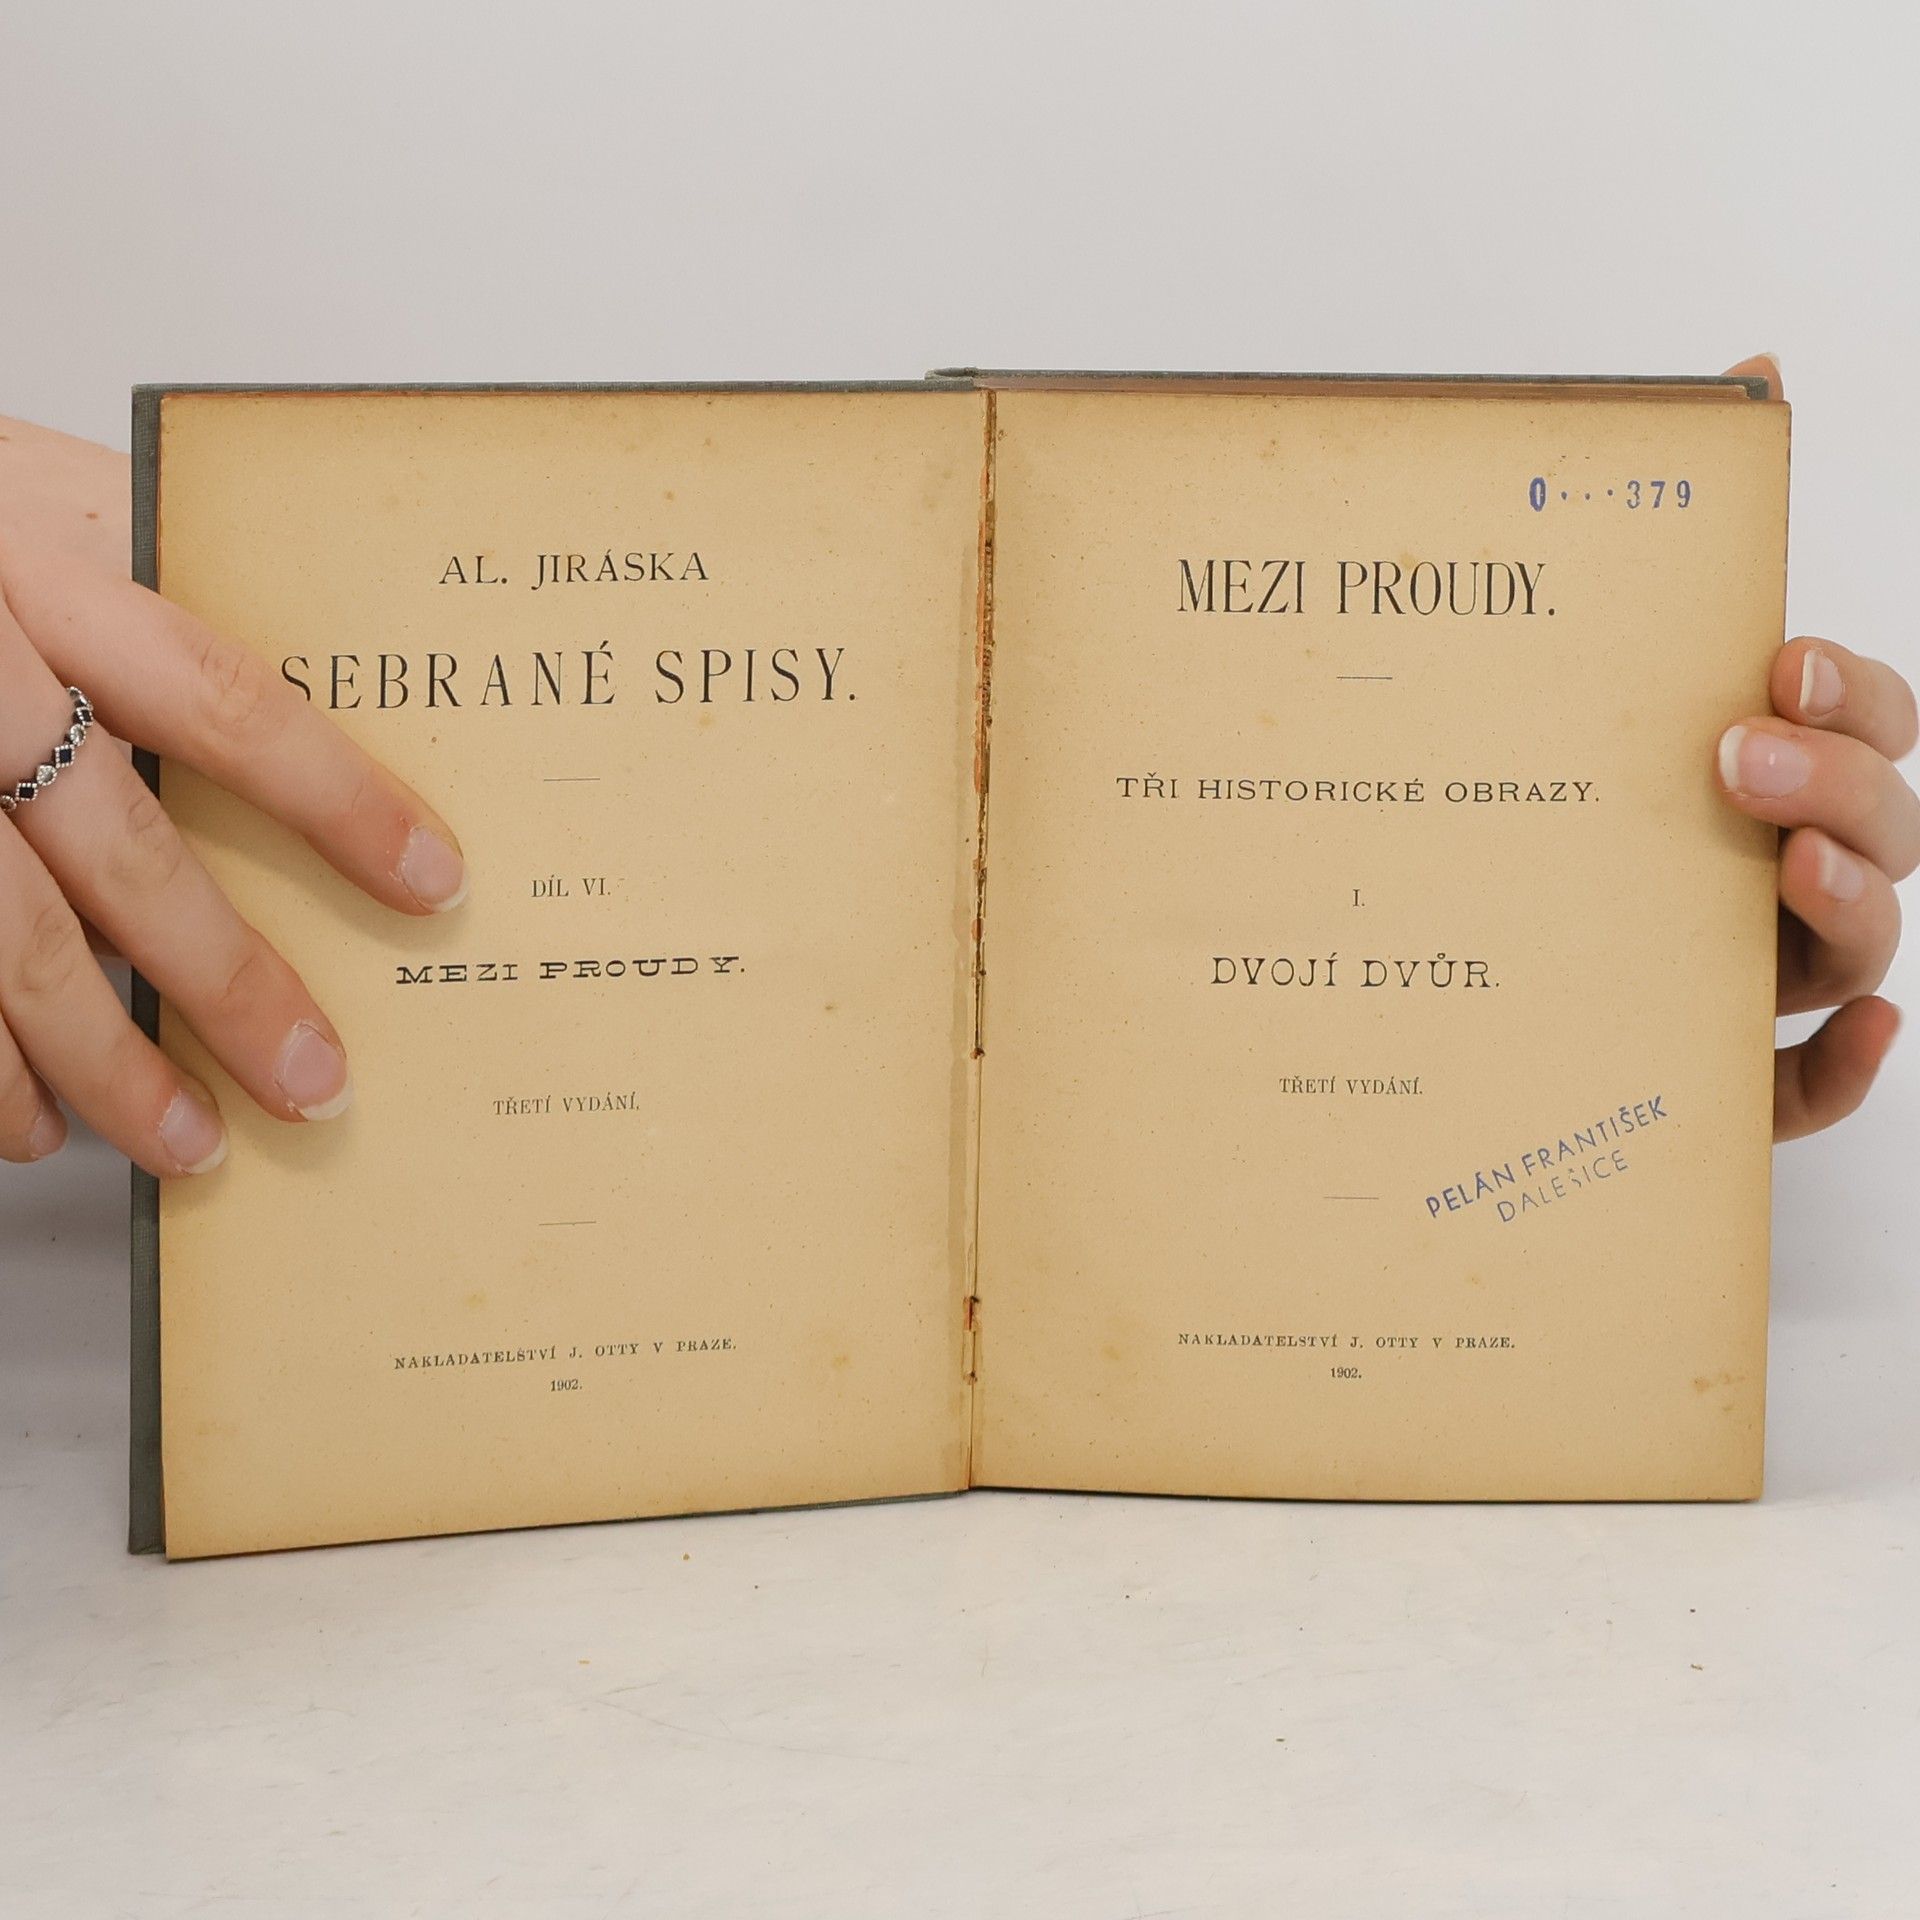 AL. JIRÁSKA
SEBRANÉ SPISY.
DÍL VI.
MEZI PROUDY.
TŘETÍ VYDÁNÍ.
NAKLADATELSTVÍ J. OTTY V PRAZE.
1902.
0···379
MEZI PROUDY.
TŘI HISTORICKÉ OBRAZY.
I.
DVOJÍ DVŮR.
TŘETÍ VYDÁNÍ.
PELÁN FRANTIŠEK
DALEŠICE
NAKLADATELSTVÍ J. OTTY V PRAZE.
1902.